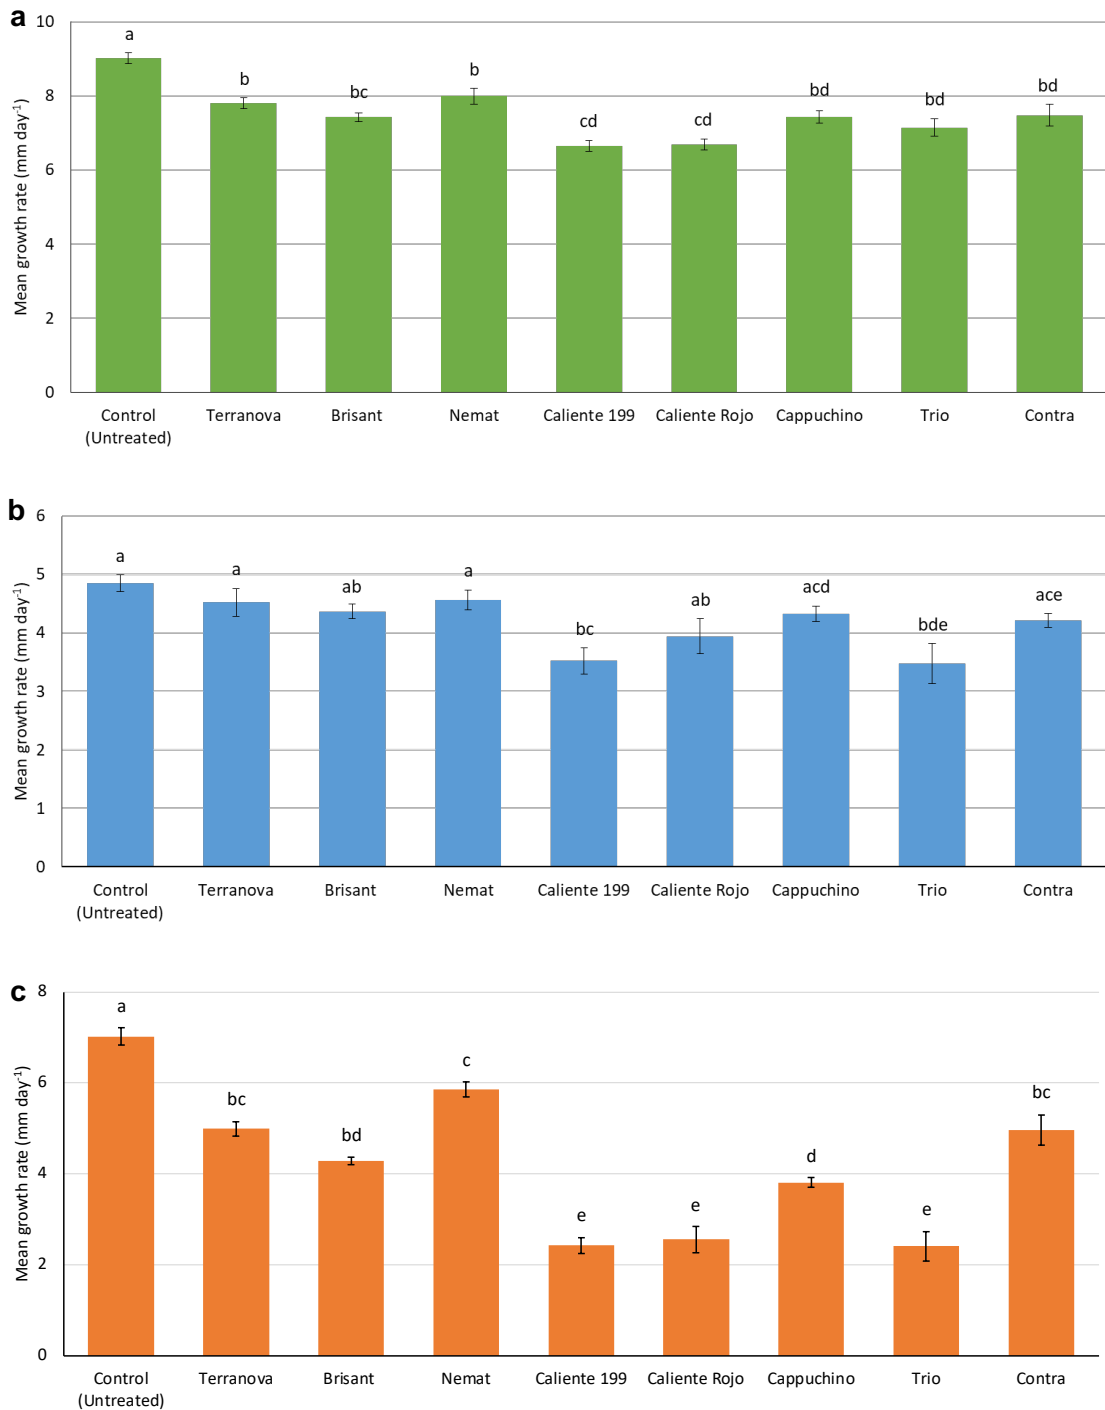 a
10
8
6
4
2
0
Mean growth rate (mm day-1)
a
b
bc
b
cd
cd
bd
bd
bd
Control (Untreated)
Terranova
Brisant
Nemat
Caliente 199
Caliente Rojo
Cappuchino
Trio
Contra
b
6
5
4
3
2
1
0
Mean growth rate (mm day-1)
a
a
ab
a
bc
ab
acd
bde
ace
Control (Untreated)
Terranova
Brisant
Nemat
Caliente 199
Caliente Rojo
Cappuchino
Trio
Contra
c
8
6
4
2
0
Mean growth rate (mm day-1)
a
bc
bd
c
e
e
d
e
bc
Control (Untreated)
Terranova
Brisant
Nemat
Caliente 199
Caliente Rojo
Cappuchino
Trio
Contra